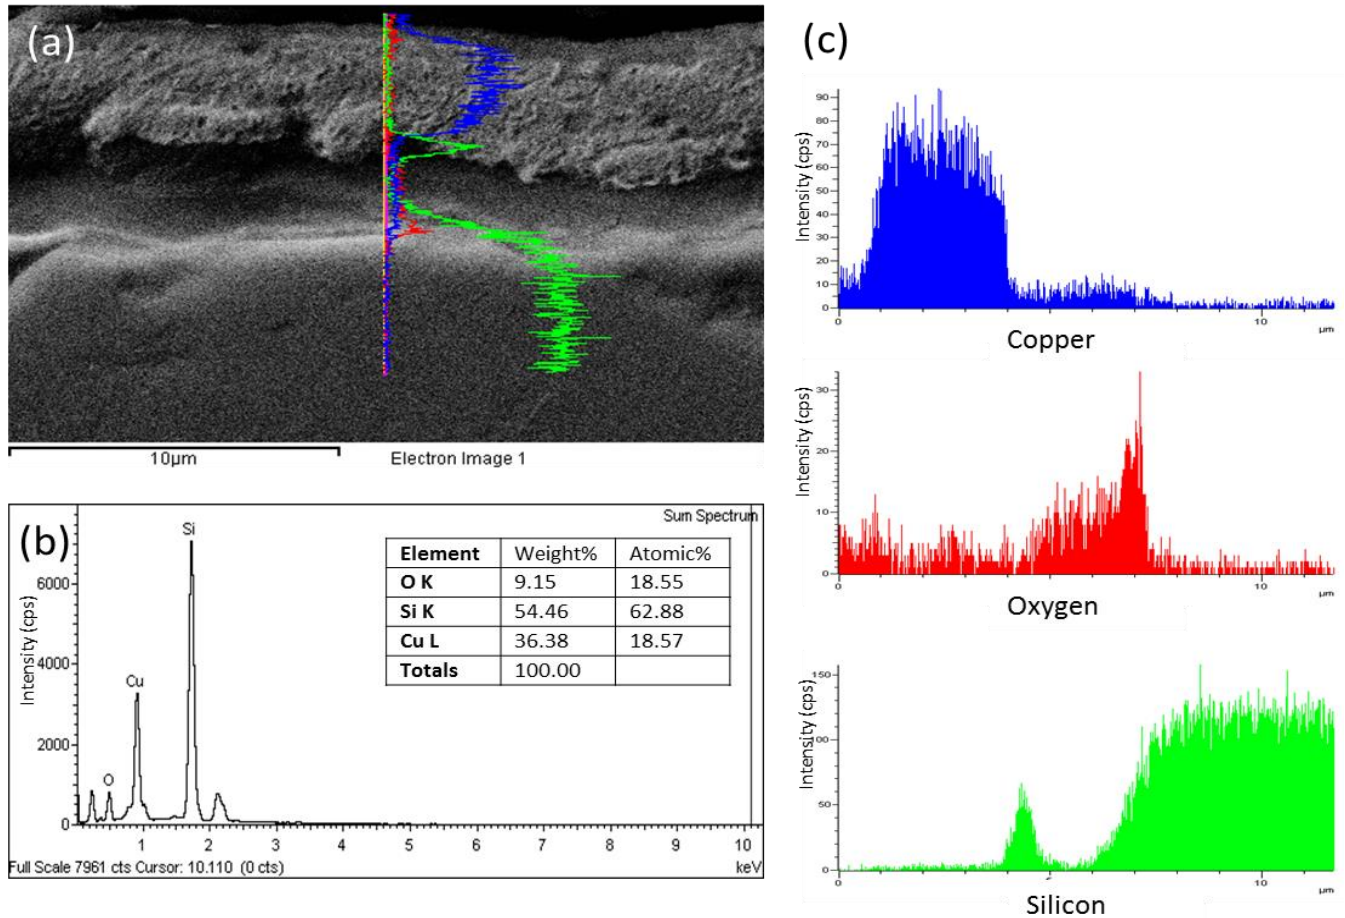 (a)
10µm
Electron Image 1
(b)
Sum Spectrum
Si
Cu
O
Element Weight% Atomic%
O K 9.15 18.55
Si K 54.46 62.88
Cu L 36.38 18.57
Totals 100.00
Intensity (cps)
6000
4000
2000
0
1 2 3 4 5 6 7 8 9 10
keV
Full Scale 7961 cts Cursor: 10.110 (0 cts)
(c)
Intensity (cps)
90
80
70
60
50
40
30
20
10
0
0 10
µm
Copper
Intensity (cps)
30
20
10
0
0 10
µm
Oxygen
Intensity (cps)
150
100
50
0
0 10
µm
Silicon